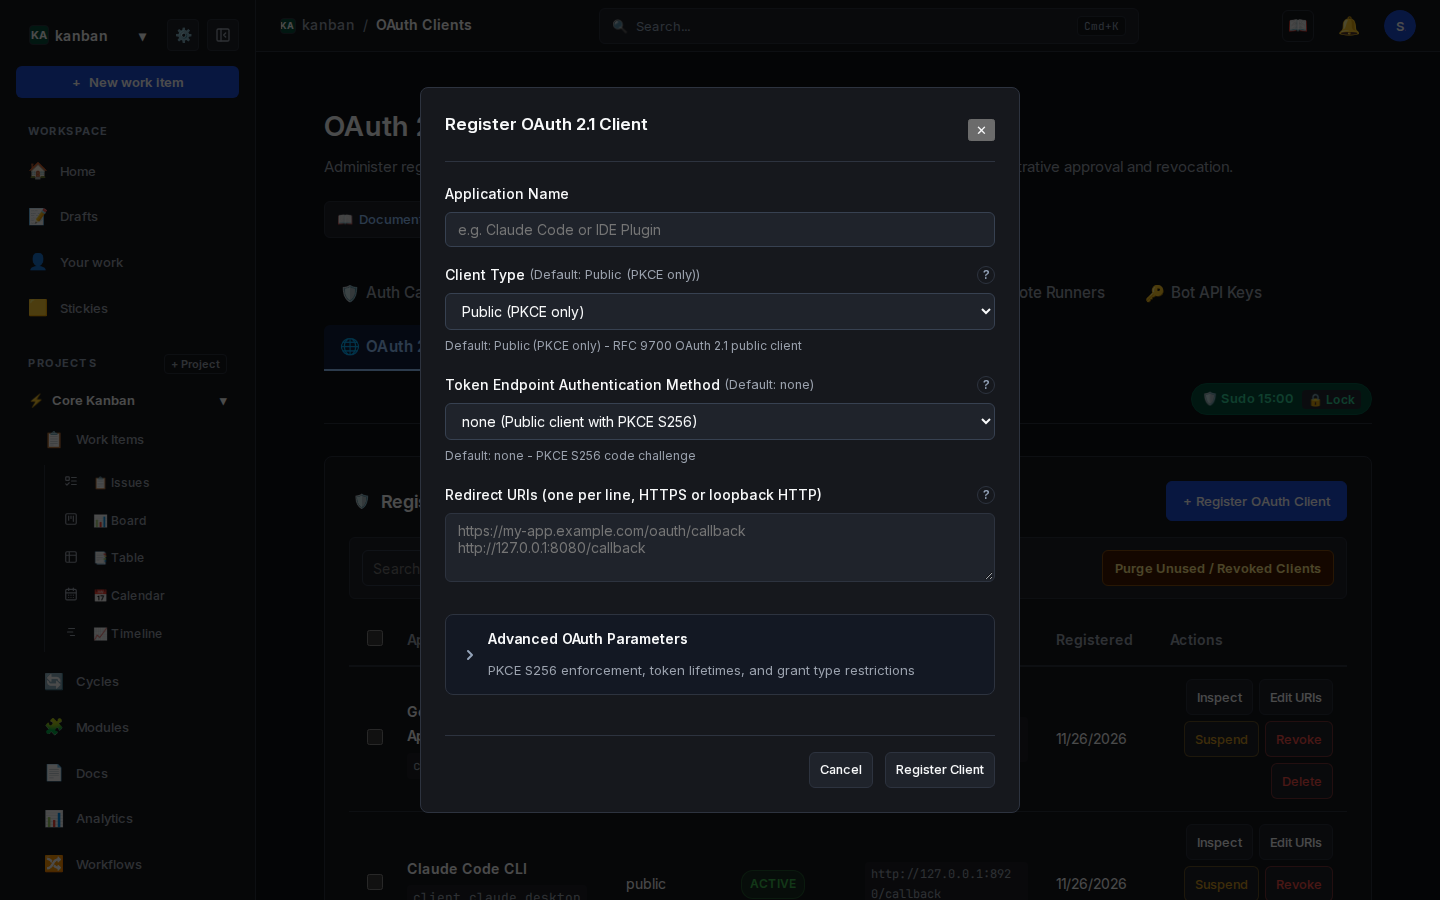 KA kanban
KA kanban / OAuth Clients
Search...
Cmd+K
S
+ New work item
WORKSPACE
Home
Drafts
Your work
Stickies
PROJECTS
+ Project
Core Kanban
Work Items
Issues
Board
Table
Calendar
Timeline
Cycles
Modules
Docs
Analytics
Workflows
OAuth
Administer
rative approval and revocation.
Auth
ote Runners
Bot API Keys
OAuth
Sudo 15:00
Lock
+ Register OAuth Client
Search
Purge Unused / Revoked Clients
Registered
Actions
Inspect
Edit URIs
11/26/2026
Suspend
Revoke
Delete
Claude Code CLI
client_claude_desktop
public
ACTIVE
http://127.0.0.1:892
0/callback
11/26/2026
Inspect
Edit URIs
Suspend
Revoke
Register OAuth 2.1 Client
×
Application Name
e.g. Claude Code or IDE Plugin
Client Type (Default: Public (PKCE only))
?
Public (PKCE only)
Default: Public (PKCE only) - RFC 9700 OAuth 2.1 public client
Token Endpoint Authentication Method (Default: none)
?
none (Public client with PKCE S256)
Default: none - PKCE S256 code challenge
Redirect URIs (one per line, HTTPS or loopback HTTP)
?
https://my-app.example.com/oauth/callback
http://127.0.0.1:8080/callback
Advanced OAuth Parameters
PKCE S256 enforcement, token lifetimes, and grant type restrictions
Cancel
Register Client